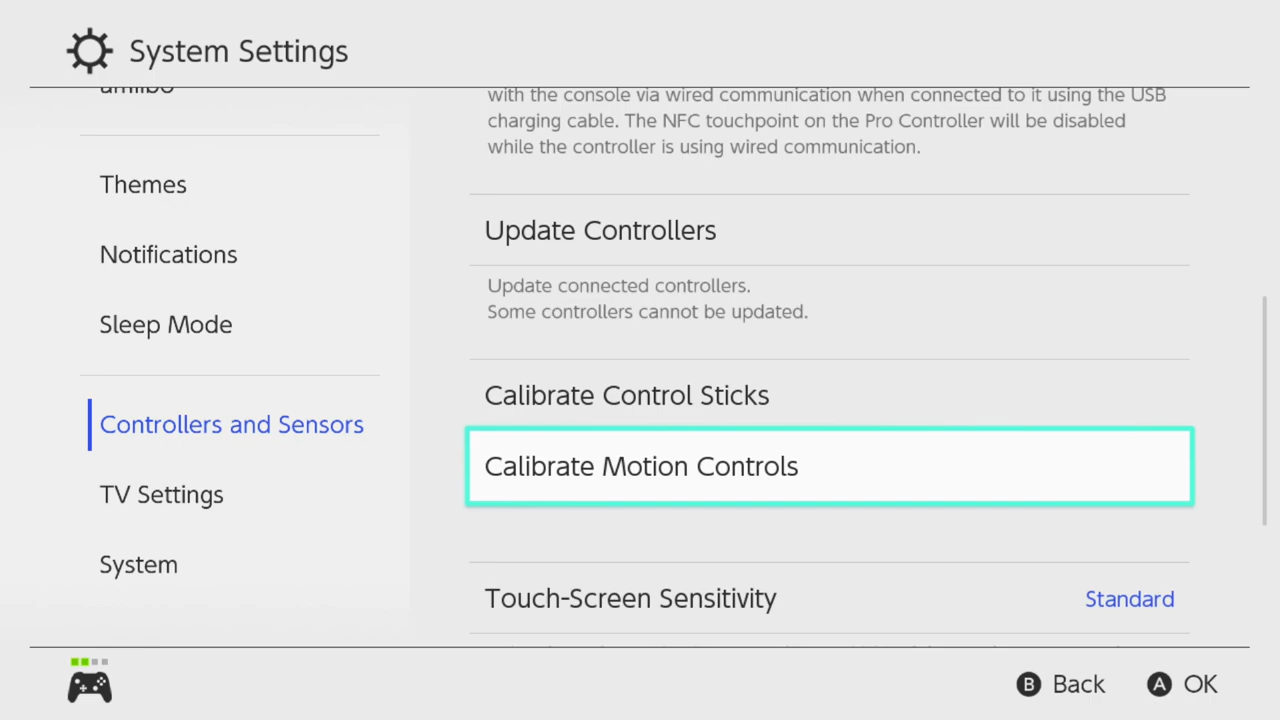 System Settings
amiibo
Themes
Notifications
Sleep Mode
Controllers and Sensors
TV Settings
System
with the console via wired communication when connected to it using the USB
charging cable. The NFC touchpoint on the Pro Controller will be disabled
while the controller is using wired communication.
Update Controllers
Update connected controllers.
Some controllers cannot be updated.
Calibrate Control Sticks
Calibrate Motion Controls
Touch-Screen Sensitivity
Standard
B Back
A OK